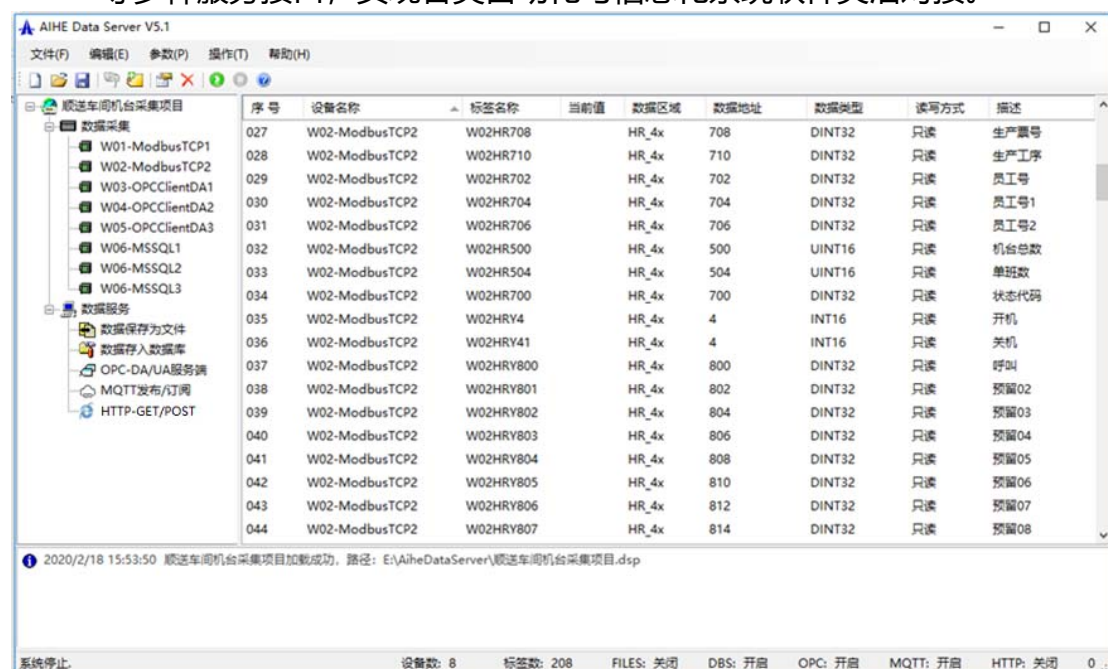 AIHE Data Server V5.1
文件(F) 编辑(E) 参数(P) 操作(T) 帮助(H)
顺送车间机台采集项目
数据采集
W01-ModbusTCP1
W02-ModbusTCP2
W03-OPCClientDA1
W04-OPCClientDA2
W05-OPCClientDA3
W06-MSSQL1
W06-MSSQL2
W06-MSSQL3
数据服务
数据保存为文件
数据存入数据库
OPC-DA/UA服务端
MQTT发布/订阅
HTTP-GET/POST
序号 设备名称 标签名称 当前值 数据区域 数据地址 数据类型 读写方式 描述
027 W02-ModbusTCP2 W02HR708 HR_4x 708 DINT32 只读 生产票号
028 W02-ModbusTCP2 W02HR710 HR_4x 710 DINT32 只读 生产工序
029 W02-ModbusTCP2 W02HR702 HR_4x 702 DINT32 只读 员工号
030 W02-ModbusTCP2 W02HR704 HR_4x 704 DINT32 只读 员工号1
031 W02-ModbusTCP2 W02HR706 HR_4x 706 DINT32 只读 员工号2
032 W02-ModbusTCP2 W02HR500 HR_4x 500 UINT16 只读 机台总数
033 W02-ModbusTCP2 W02HR504 HR_4x 504 UINT16 只读 单班数
034 W02-ModbusTCP2 W02HR700 HR_4x 700 DINT32 只读 状态代码
035 W02-ModbusTCP2 W02HRY4 HR_4x 4 INT16 只读 开机
036 W02-ModbusTCP2 W02HRY41 HR_4x 4 INT16 只读 关机
037 W02-ModbusTCP2 W02HRY800 HR_4x 800 DINT32 只读 呼叫
038 W02-ModbusTCP2 W02HRY801 HR_4x 802 DINT32 只读 预留02
039 W02-ModbusTCP2 W02HRY802 HR_4x 804 DINT32 只读 预留03
040 W02-ModbusTCP2 W02HRY803 HR_4x 806 DINT32 只读 预留04
041 W02-ModbusTCP2 W02HRY804 HR_4x 808 DINT32 只读 预留05
042 W02-ModbusTCP2 W02HRY805 HR_4x 810 DINT32 只读 预留06
043 W02-ModbusTCP2 W02HRY806 HR_4x 812 DINT32 只读 预留07
044 W02-ModbusTCP2 W02HRY807 HR_4x 814 DINT32 只读 预留08
2020/2/18 15:53:50 顺送车间机台采集项目加载成功，路径：E:\AiheDataServer\顺送车间机台采集项目.dsp
系统停止. 设备数: 8 标签数: 208 FILES: 关闭 DBS: 开启 OPC: 开启 MQTT: 开启 HTTP: 关闭 0